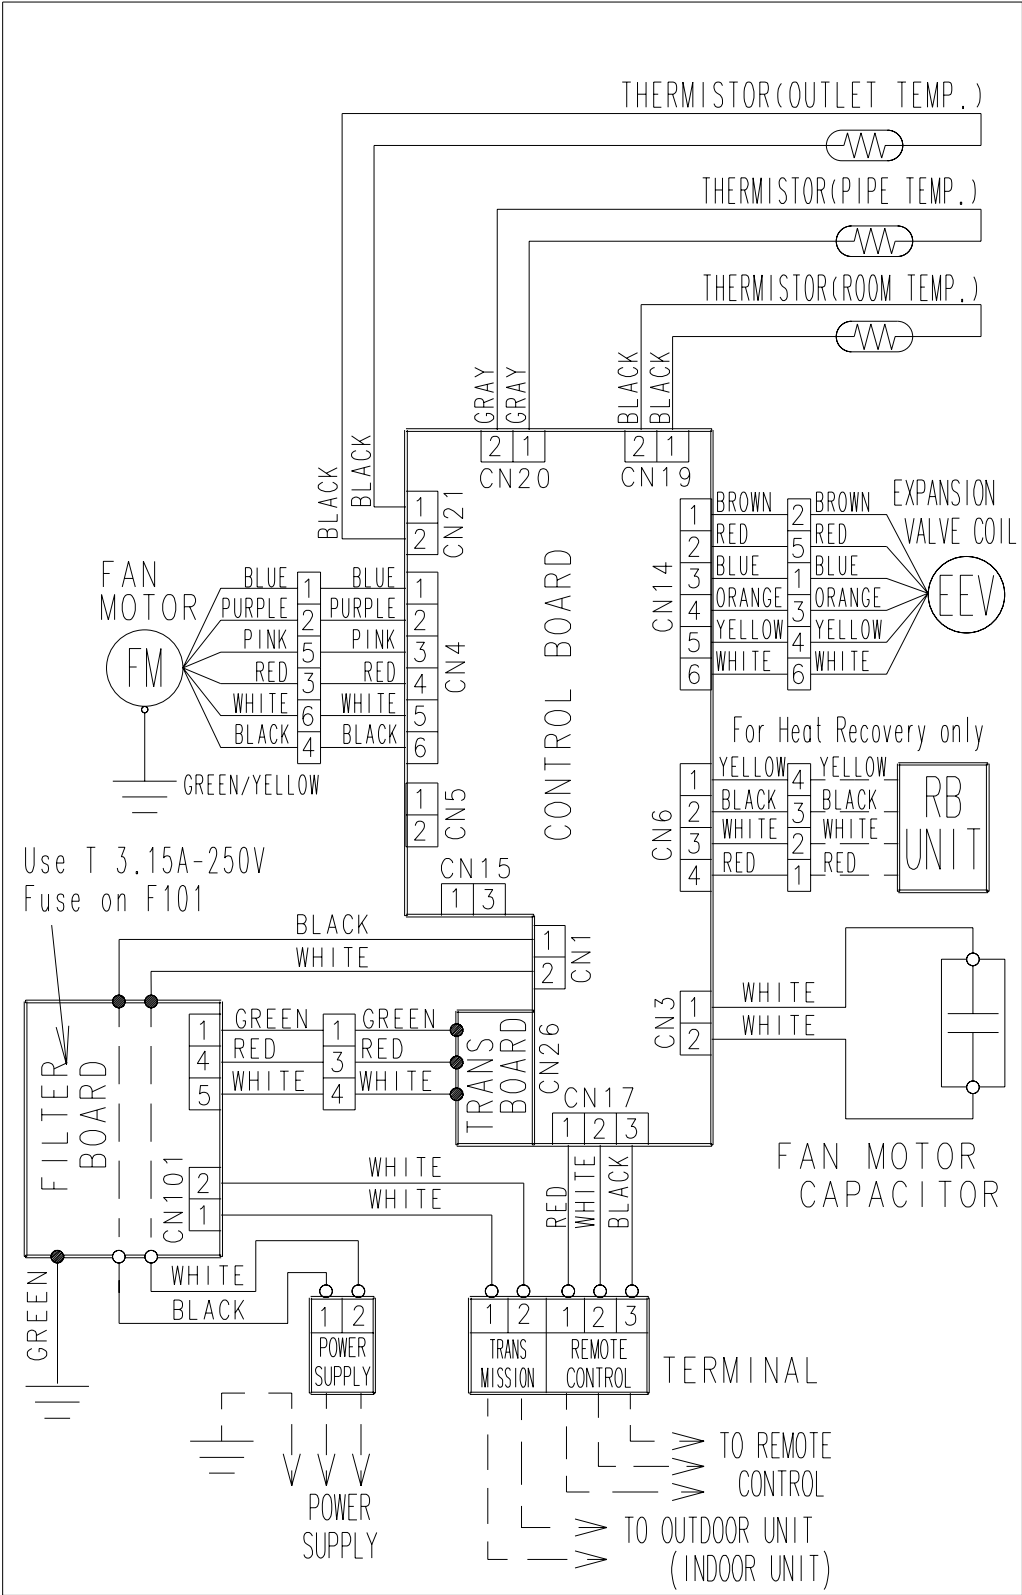 THERMISTOR(OUTLET TEMP.)
THERMISTOR(PIPE TEMP.)
THERMISTOR(ROOM TEMP.)
GRAY
GRAY
BLACK
BLACK
2 1
CN20
2 1
CN19
BLACK
BLACK
1
2
CN21
CONTROL BOARD
EXPANSION
VALVE COIL
EEV
CN14
1 BROWN 2 BROWN
2 RED 5 RED
3 BLUE 1 BLUE
4 ORANGE 3 ORANGE
5 YELLOW 4 YELLOW
6 WHITE 6 WHITE
FAN
MOTOR
FM
BLUE 1 BLUE 1
PURPLE 2 PURPLE 2
PINK 5 PINK 3
RED 3 RED 4
WHITE 6 WHITE 5
BLACK 4 BLACK 6
CN4
GREEN/YELLOW
1
2
CN5
For Heat Recovery only
CN6
1 YELLOW 4 YELLOW
2 BLACK 3 BLACK
3 WHITE 2 WHITE
4 RED 1 RED
RB
UNIT
Use T 3.15A-250V
Fuse on F101
CN15
1 3
BLACK
WHITE
1
2
CN1
FILTER
BOARD
1 GREEN 1 GREEN
4 RED 3 RED
5 WHITE 4 WHITE
TRANS
BOARD
CN26
CN3
1 WHITE
2 WHITE
FAN MOTOR
CAPACITOR
CN17
1 2 3
RED
WHITE
BLACK
CN101
2 WHITE
1 WHITE
GREEN
WHITE
BLACK
1 2
POWER
SUPPLY
1 2 1 2 3
TRANS
MISSION
REMOTE
CONTROL
TERMINAL
POWER
SUPPLY
TO REMOTE
CONTROL
TO OUTDOOR UNIT
(INDOOR UNIT)